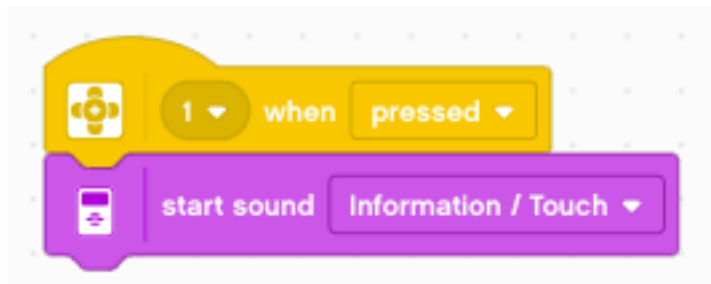 1 when pressed
start sound Information / Touch